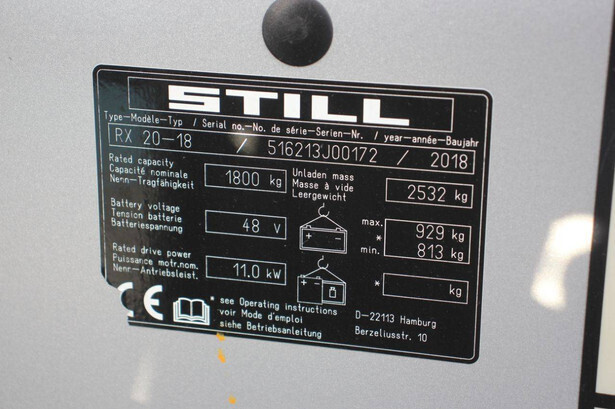 STILL
Type-Modèle-Typ / Serial no.-No. de série-Serien-Nr. / year-année-Baujahr
RX 20-18 / 516213J00172 / 2018
Rated capacity
Capacité nominale
Nenn-Tragfähigkeit
1800 kg
Unladen mass
Masse à vide
Leergewicht
2532 kg
Battery voltage
Tension batterie
Batteriespannung
48 V
max. 929 kg
*
min. 813 kg
Rated drive power
Puissance motr.nom.
Nenr-Antriebsleist.
11.0 kW
* kg
CE
* see Operating instructions
voir Mode d'emploi
siehe Betriebsanleitung
D-22113 Hamburg
Berzeliusstr. 10